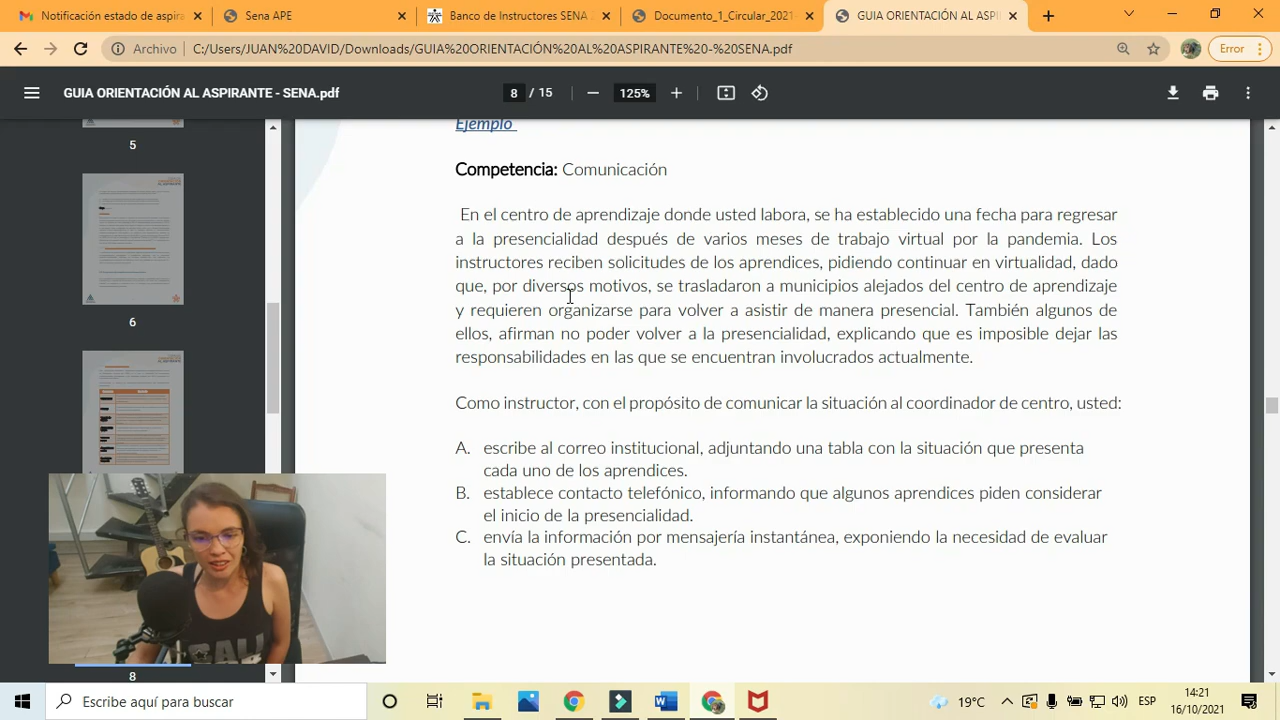 Notificación estado de aspira
Sena APE
Banco de Instructores SENA 2
Documento_1_Circular_2021-
GUIA ORIENTACIÓN AL ASPI
Archivo
C:/Users/JUAN%20DAVID/Downloads/GUIA%20ORIENTACIÓN%20AL%20ASPIRANTE%20-%20SENA.pdf
Error
GUIA ORIENTACIÓN AL ASPIRANTE - SENA.pdf
8 / 15
125%
5
6
8
Ejemplo
Competencia: Comunicación
En el centro de aprendizaje donde usted labora, se ha establecido una fecha para regresar
a la presencialidad después de varios meses de trabajo virtual por la pandemia. Los
instructores reciben solicitudes de los aprendices, pidiendo continuar en virtualidad, dado
que, por diversos motivos, se trasladaron a municipios alejados del centro de aprendizaje
y requieren organizarse para volver a asistir de manera presencial. También algunos de
ellos, afirman no poder volver a la presencialidad, explicando que es imposible dejar las
responsabilidades en las que se encuentran involucrados actualmente.
Como instructor, con el propósito de comunicar la situación al coordinador de centro, usted:
A. escribe al correo institucional, adjuntando una tabla con la situación que presenta
cada uno de los aprendices.
B. establece contacto telefónico, informando que algunos aprendices piden considerar
el inicio de la presencialidad.
C. envía la información por mensajería instantánea, exponiendo la necesidad de evaluar
la situación presentada.
Escribe aquí para buscar
19°C
ESP
14:21
16/10/2021